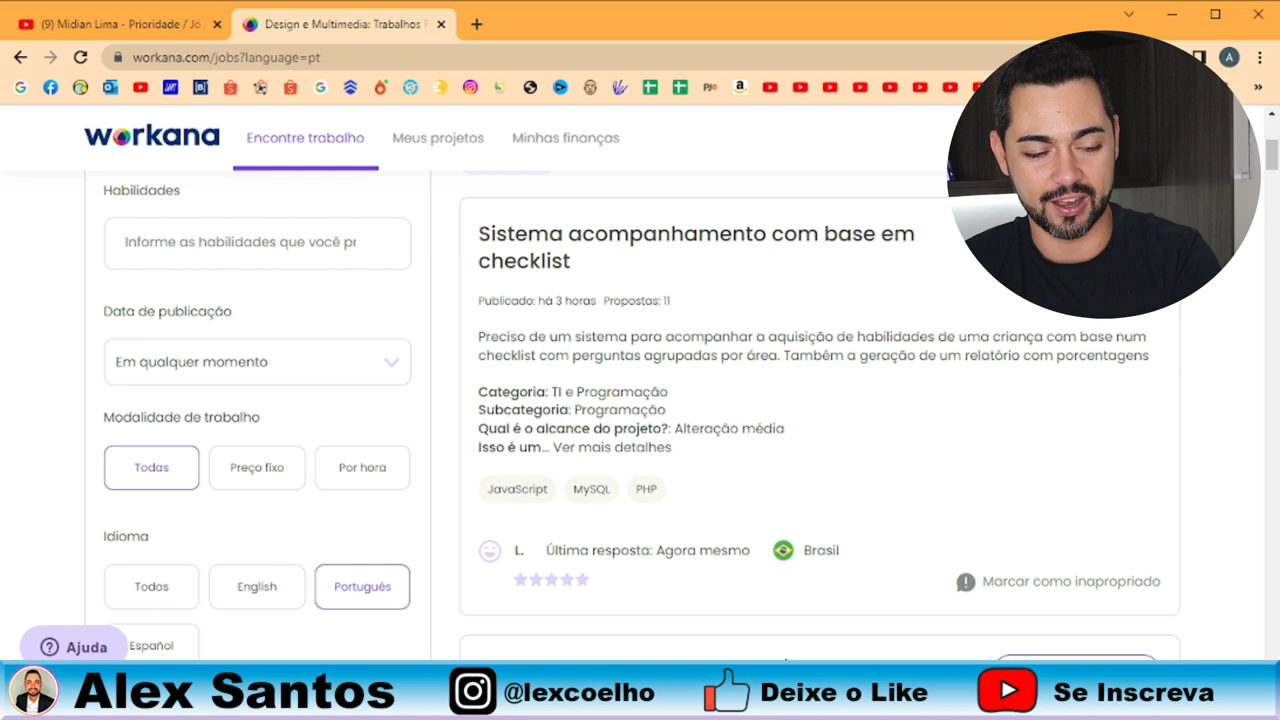 (9) Midian Lima - Prioridade / Jó
Design e Multimedia: Trabalhos F
workana.com/jobs?language=pt
A
workana
Encontre trabalho
Meus projetos
Minhas finanças
Habilidades
Informe as habilidades que você pr
Data de publicação
Em qualquer momento
Modalidade de trabalho
Todas
Preço fixo
Por hora
Idioma
Todos
English
Português
Español
Ajuda
Sistema acompanhamento com base em
checklist
Publicado: há 3 horas Propostas: 11
Preciso de um sistema para acompanhar a aquisição de habilidades de uma criança com base num
checklist com perguntas agrupadas por área. Também a geração de um relatório com porcentagens
Categoria: TI e Programação
Subcategoria: Programação
Qual é o alcance do projeto?: Alteração média
Isso é um... Ver mais detalhes
JavaScript
MySQL
PHP
L. Última resposta: Agora mesmo Brasil
Marcar como inapropriado
Alex Santos
@lexcoelho
Deixe o Like
Se Inscreva